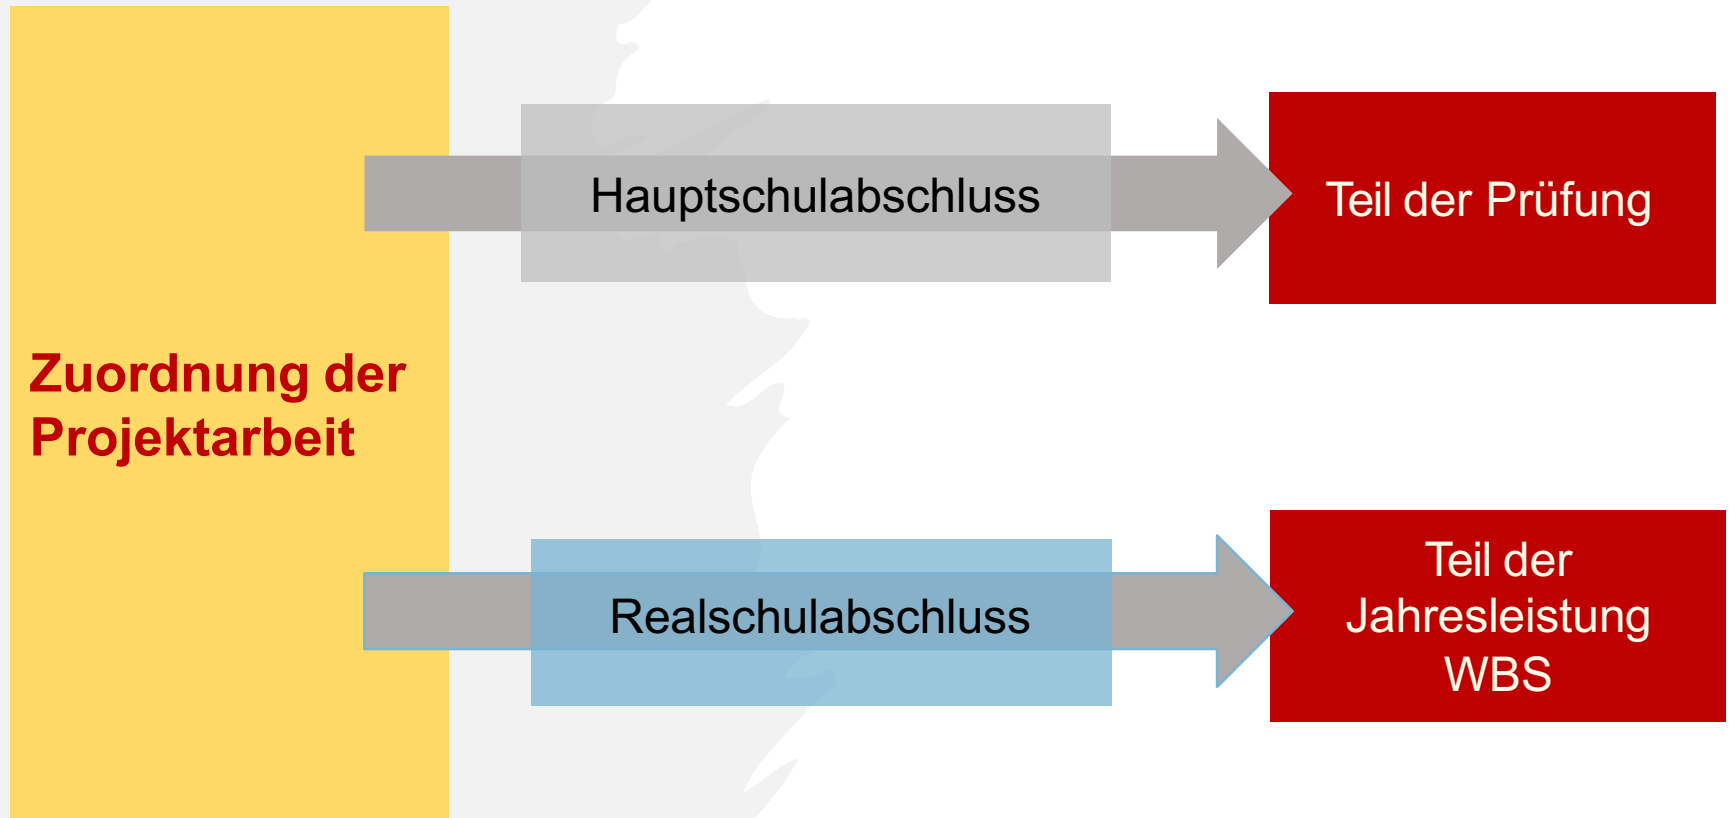 Zuordnung der
Projektarbeit
Hauptschulabschluss
Teil der Prüfung
Realschulabschluss
Teil der
Jahresleistung
WBS